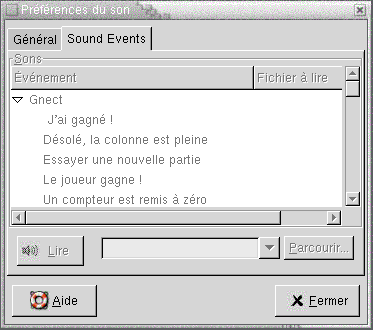 Préférences du son
Général
Sound Events
Sons
Événement
Fichier à lire
Gnect
J'ai gagné !
Désolé, la colonne est pleine
Essayer une nouvelle partie
Le joueur gagne !
Un compteur est remis à zéro
Lire
Parcourir...
Aide
Fermer